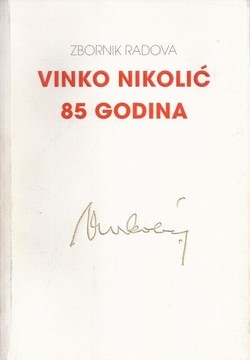 ZBORNIK RADOVA
VINKO NIKOLIĆ
85 GODINA